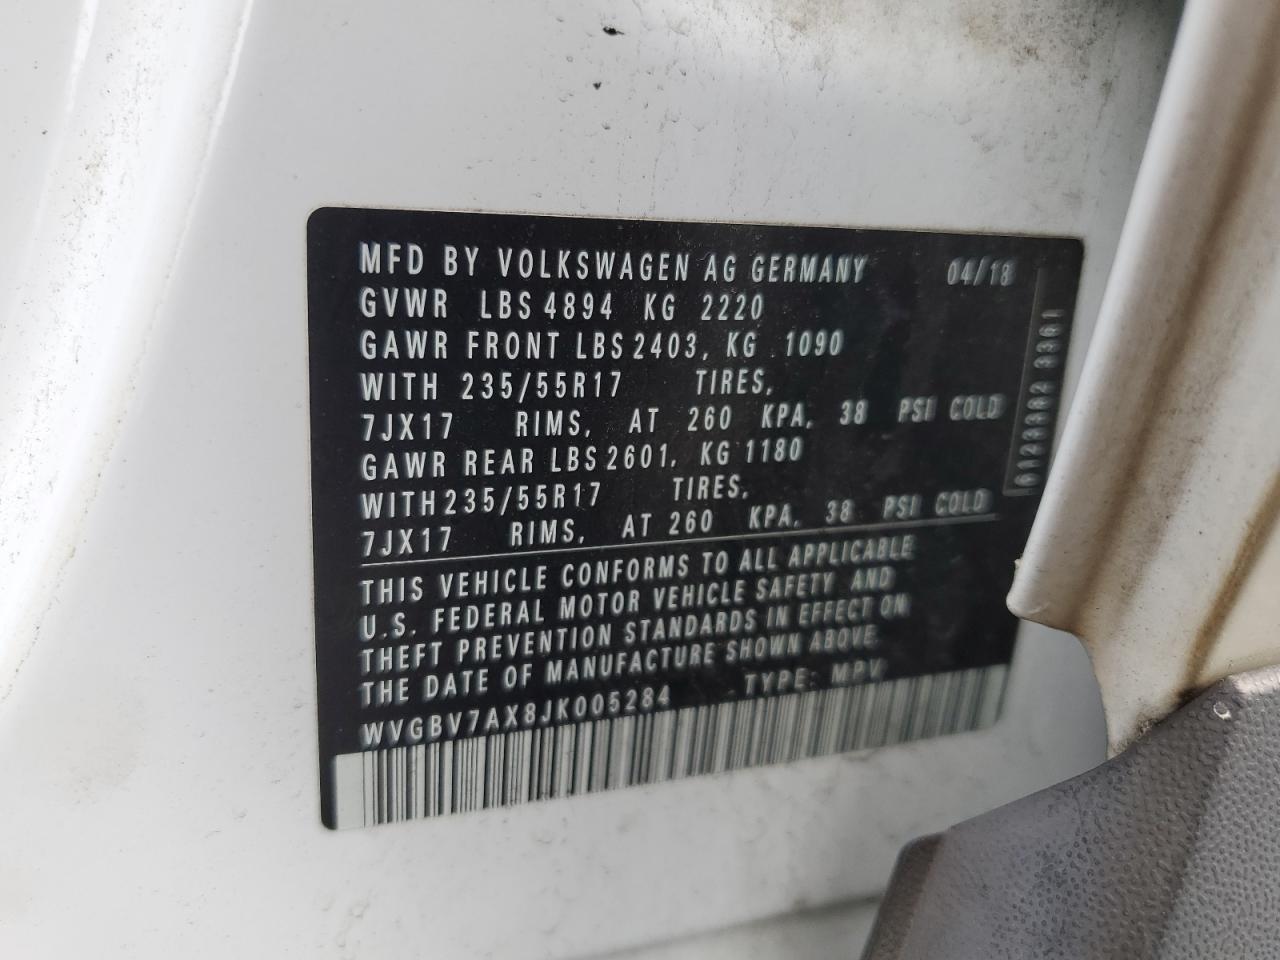 MFD BY VOLKSWAGEN AG GERMANY 04/18
GVWR LBS 4894 KG 2220
GAWR FRONT LBS 2403, KG 1090
WITH 235/55R17 TIRES,
7JX17 RIMS, AT 260 KPA, 38 PSI COLD
GAWR REAR LBS 2601, KG 1180
WITH 235/55R17 TIRES,
7JX17 RIMS, AT 260 KPA, 38 PSI COLD
THIS VEHICLE CONFORMS TO ALL APPLICABLE
U.S. FEDERAL MOTOR VEHICLE SAFETY AND
THEFT PREVENTION STANDARDS IN EFFECT ON
THE DATE OF MANUFACTURE SHOWN ABOVE.
WVGBV7AX8JK005284 TYPE: MPV